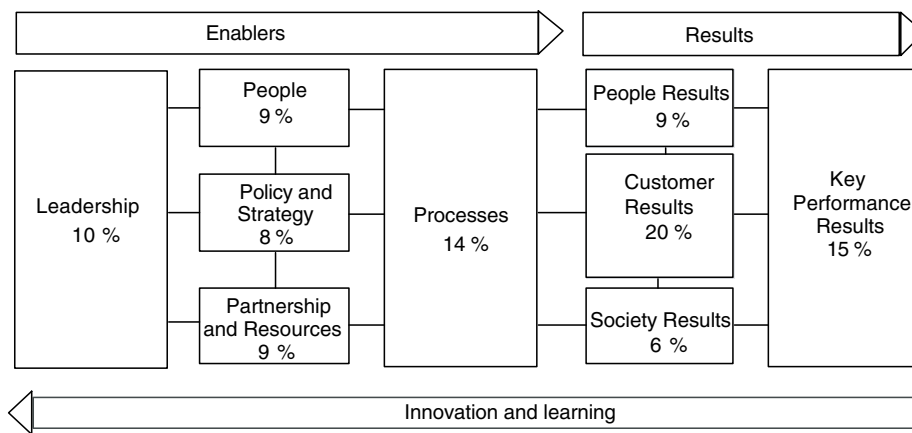 Enablers
Results
Leadership
10 %
People
9 %
Policy and
Strategy
8 %
Partnership
and Resources
9 %
Processes
14 %
People Results
9 %
Customer
Results
20 %
Society Results
6 %
Key
Performance
Results
15 %
Innovation and learning